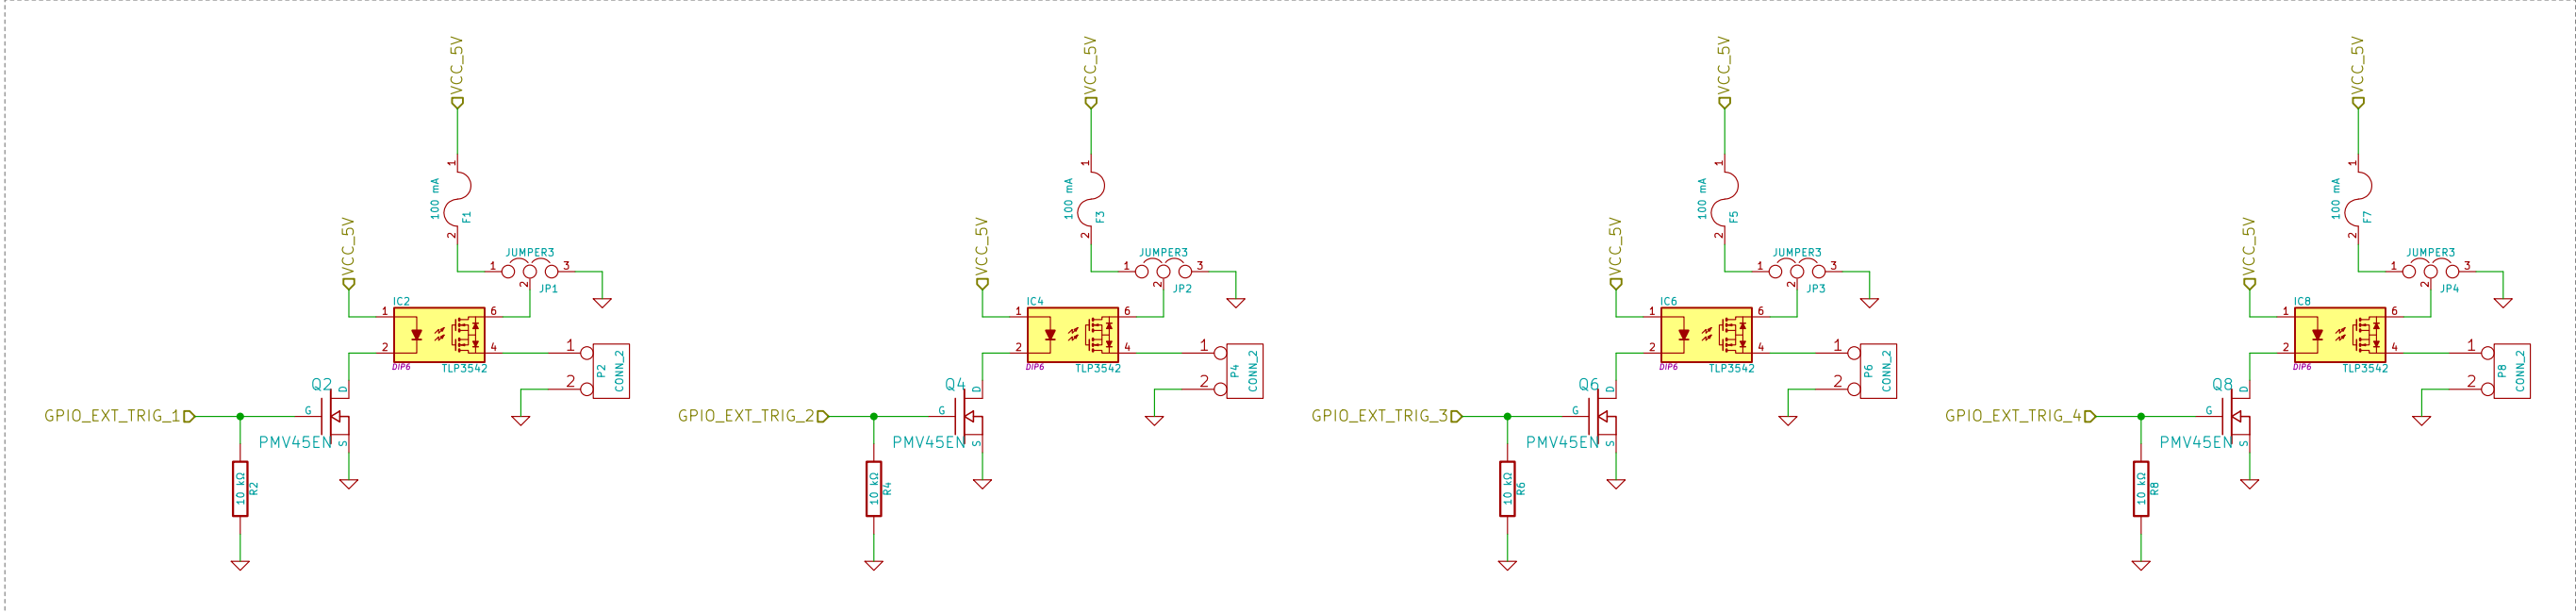 VCC_5V
1
100 mA
F1
2
VCC_5V
JUMPER3
1
3
2
JP1
IC2
1
6
2
4
DIP6
TLP3542
1
2
P2
CONN_2
Q2
D
G
S
GPIO_EXT_TRIG_1
PMV45EN
10 kΩ
R2
VCC_5V
1
100 mA
F3
2
VCC_5V
JUMPER3
1
3
2
JP2
IC4
1
6
2
4
DIP6
TLP3542
1
2
P4
CONN_2
Q4
D
G
S
GPIO_EXT_TRIG_2
PMV45EN
10 kΩ
R4
VCC_5V
1
100 mA
F5
2
VCC_5V
JUMPER3
1
3
2
JP3
IC6
1
6
2
4
DIP6
TLP3542
1
2
P6
CONN_2
Q6
D
G
S
GPIO_EXT_TRIG_3
PMV45EN
10 kΩ
R6
VCC_5V
1
100 mA
F7
2
VCC_5V
JUMPER3
1
3
2
JP4
IC8
1
6
2
4
DIP6
TLP3542
1
2
P8
CONN_2
Q8
D
G
S
GPIO_EXT_TRIG_4
PMV45EN
10 kΩ
R8